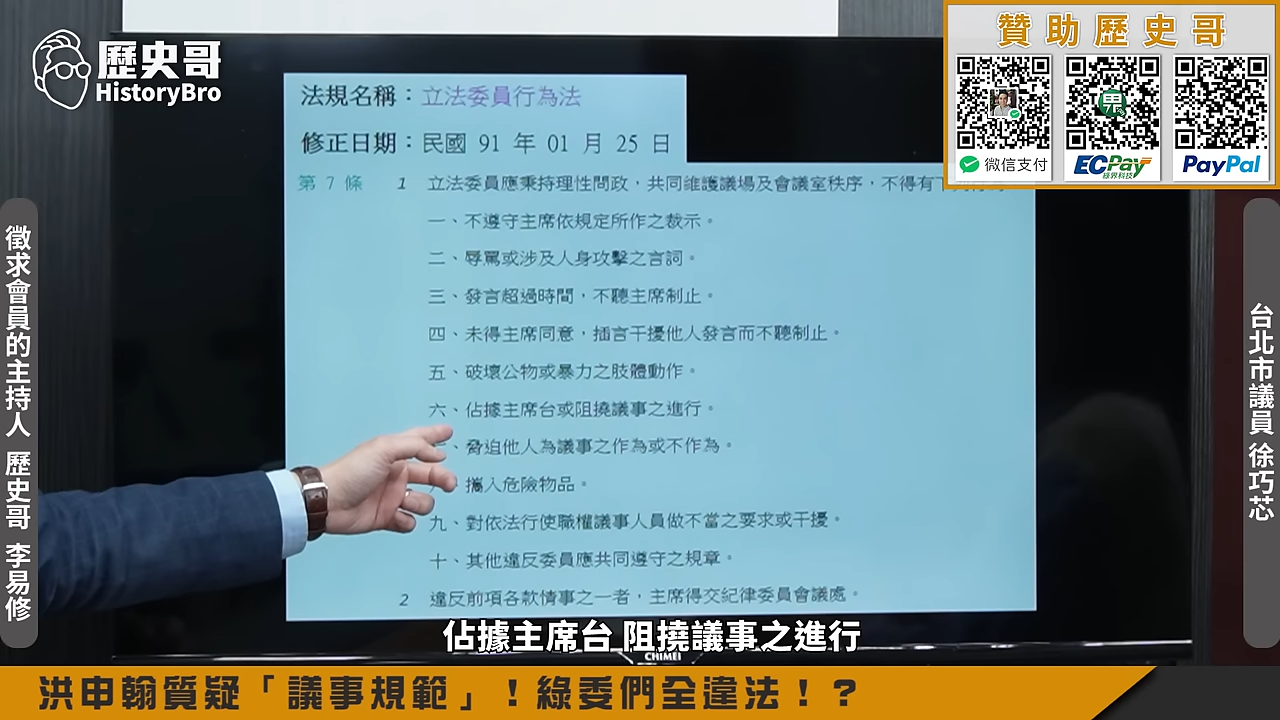 歷史哥
HistoryBro
贊助歷史哥
微信支付
ECPay
綠界科技
PayPal
法規名稱：立法委員行為法
修正日期：民國 91 年 01 月 25 日
第 7 條
1 立法委員應秉持理性問政，共同維護議場及會議室秩序，不得有
一、不遵守主席依規定所作之裁示。
二、辱罵或涉及人身攻擊之言詞。
三、發言超過時間，不聽主席制止。
四、未得主席同意，插言干擾他人發言而不聽制止。
五、破壞公物或暴力之肢體動作。
六、佔據主席台或阻撓議事之進行。
、脅迫他人為議事之作為或不作為。
、攜入危險物品。
九、對依法行使職權議事人員做不當之要求或干擾。
十、其他違反委員應共同遵守之規章。
2 違反前項各款情事之一者，主席得交紀律委員會議處。
徵求會員的主持人 歷史哥 李易修
台北市議員 徐巧芯
佔據主席台 阻撓議事之進行
CHIMEI
洪申翰質疑「議事規範」！綠委們全違法！？